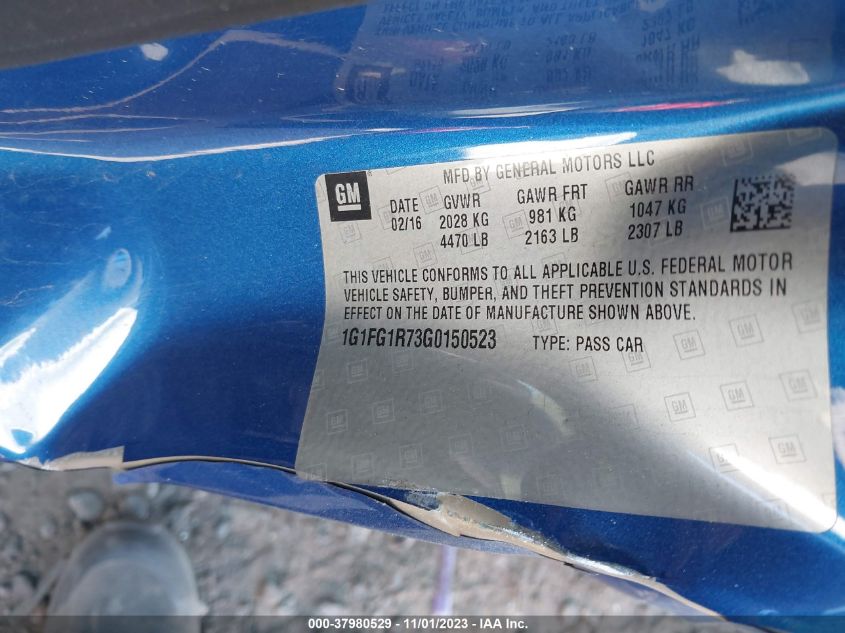 MFD BY GENERAL MOTORS LLC
GM
DATE GVWR GAWR FRT GAWR RR
02/16 2028 KG 981 KG 1047 KG
4470 LB 2163 LB 2307 LB
THIS VEHICLE CONFORMS TO ALL APPLICABLE U.S. FEDERAL MOTOR
VEHICLE SAFETY, BUMPER, AND THEFT PREVENTION STANDARDS IN
EFFECT ON THE DATE OF MANUFACTURE SHOWN ABOVE.
1G1FG1R73G0150523 TYPE: PASS CAR
000-37980529 - 11/01/2023 - IAA Inc.